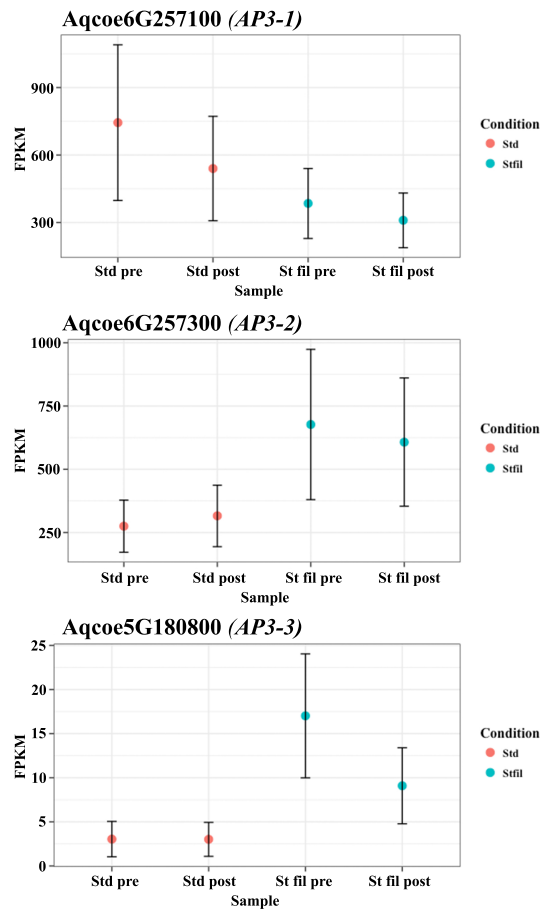 Aqcoe6G257100 (AP3-1)
900
600
300
FPKM
Std pre Std post St fil pre St fil post
Sample
Condition
Std
Stfil
Aqcoe6G257300 (AP3-2)
1000
750
500
250
FPKM
Std pre Std post St fil pre St fil post
Sample
Condition
Std
Stfil
Aqcoe5G180800 (AP3-3)
25
20
15
10
5
0
FPKM
Std pre Std post St fil pre St fil post
Sample
Condition
Std
Stfil